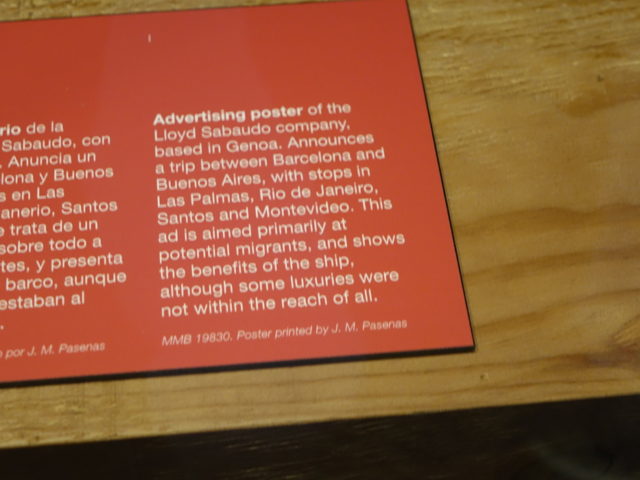 rio de la
Sabaudo, con
. Anuncia un
lona y Buenos
s en Las
anerio, Santos
e trata de un
sobre todo a
tes, y presenta
barco, aunque
estaban al
.
o por J. M. Pasenas
Advertising poster of the
Lloyd Sabaudo company,
based in Genoa. Announces
a trip between Barcelona and
Buenos Aires, with stops in
Las Palmas, Rio de Janeiro,
Santos and Montevideo. This
ad is aimed primarily at
potential migrants, and shows
the benefits of the ship,
although some luxuries were
not within the reach of all.
MMB 19830. Poster printed by J. M. Pasenas